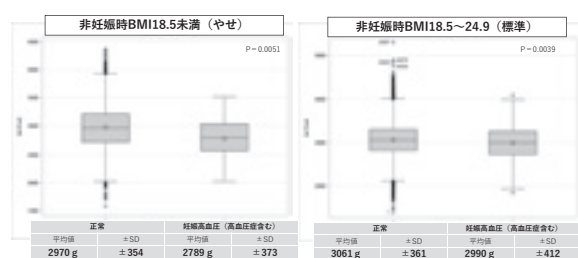 非妊娠時BMI18.5未満（やせ）
P=0.0051
正常 妊娠高血圧（高血圧症含む）
平均値 ±SD 平均値 ±SD
2970 g ±354 2789 g ±373
非妊娠時BMI18.5～24.9（標準）
P=0.0039
正常 妊娠高血圧（高血圧症含む）
平均値 ±SD 平均値 ±SD
3061 g ±361 2990 g ±412